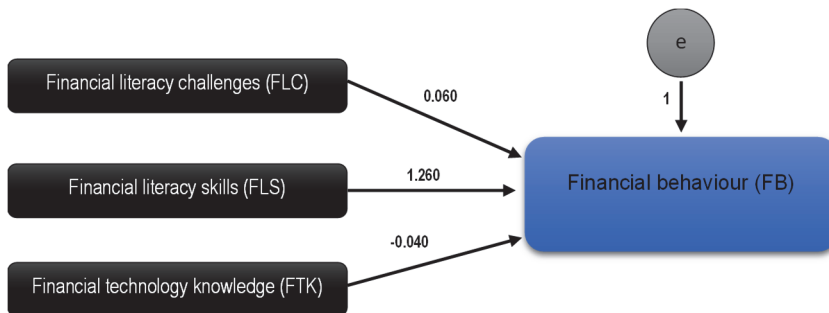 e
Financial literacy challenges (FLC)
0.060
1
Financial literacy skills (FLS)
1.260
Financial behaviour (FB)
-0.040
Financial technology knowledge (FTK)